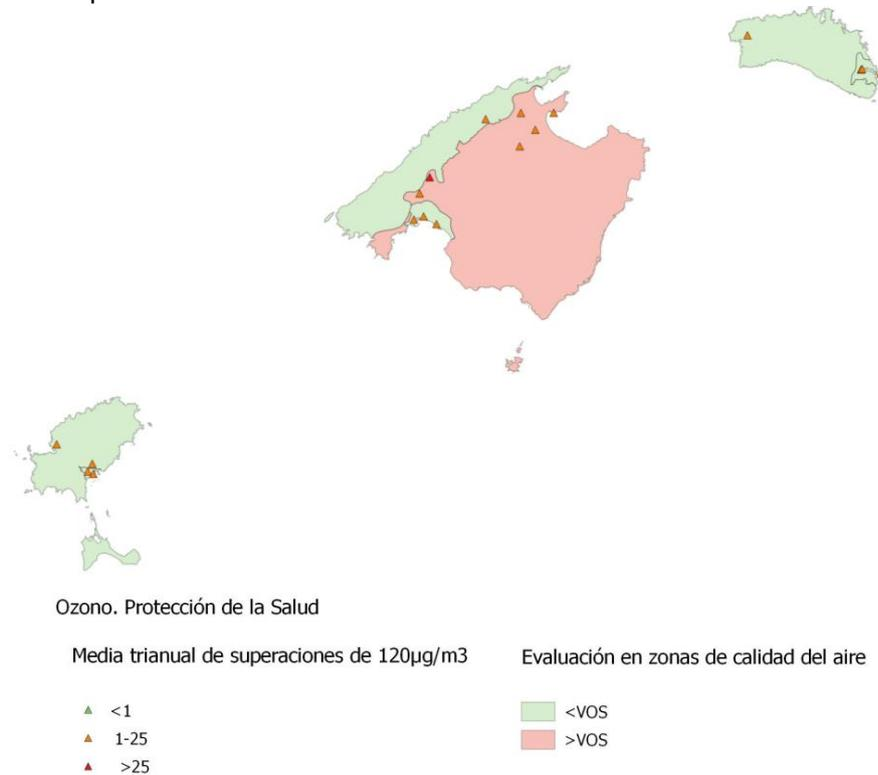 Ozono. Protección de la Salud
Media trianual de superaciones de 120µg/m3
<1
1-25
>25
Evaluación en zonas de calidad del aire
<VOS
>VOS